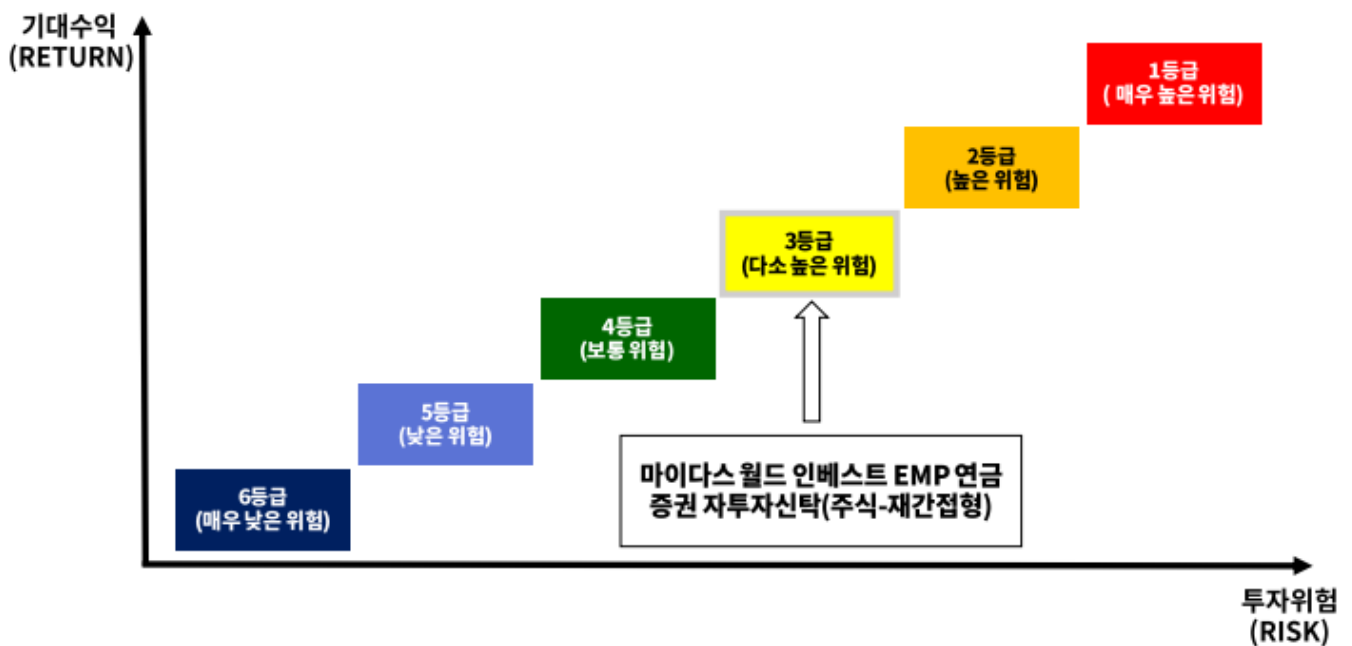 기대수익
(RETURN)
1등급
( 매우 높은 위험)
2등급
(높은 위험)
3등급
(다소 높은 위험)
4등급
(보통 위험)
5등급
(낮은 위험)
6등급
(매우 낮은 위험)
마이다스 월드 인베스트 EMP 연금
증권 자투자신탁(주식-재간접형)
투자위험
(RISK)